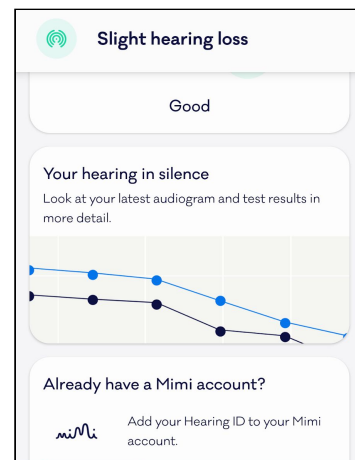 Slight hearing loss
Good
Your hearing in silence
Look at your latest audiogram and test results in
more detail.
Already have a Mimi account?
mimi
Add your Hearing ID to your Mimi
account.